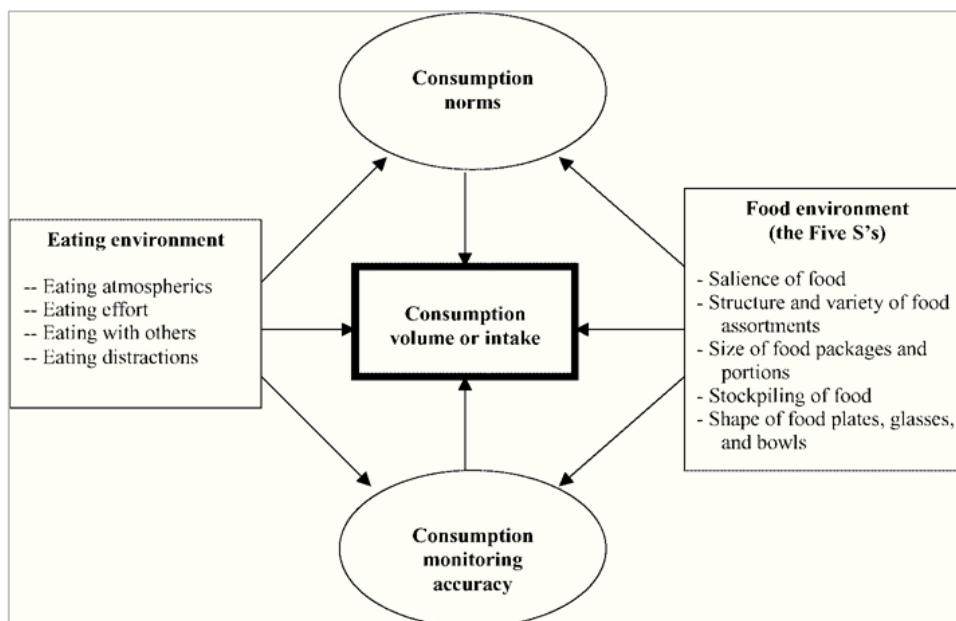 Consumption
norms
Eating environment
-- Eating atmospherics
-- Eating effort
-- Eating with others
-- Eating distractions
Consumption
volume or intake
Food environment
(the Five S's)
- Salience of food
- Structure and variety of food
assortments
- Size of food packages and
portions
- Stockpiling of food
- Shape of food plates, glasses,
and bowls
Consumption
monitoring
accuracy